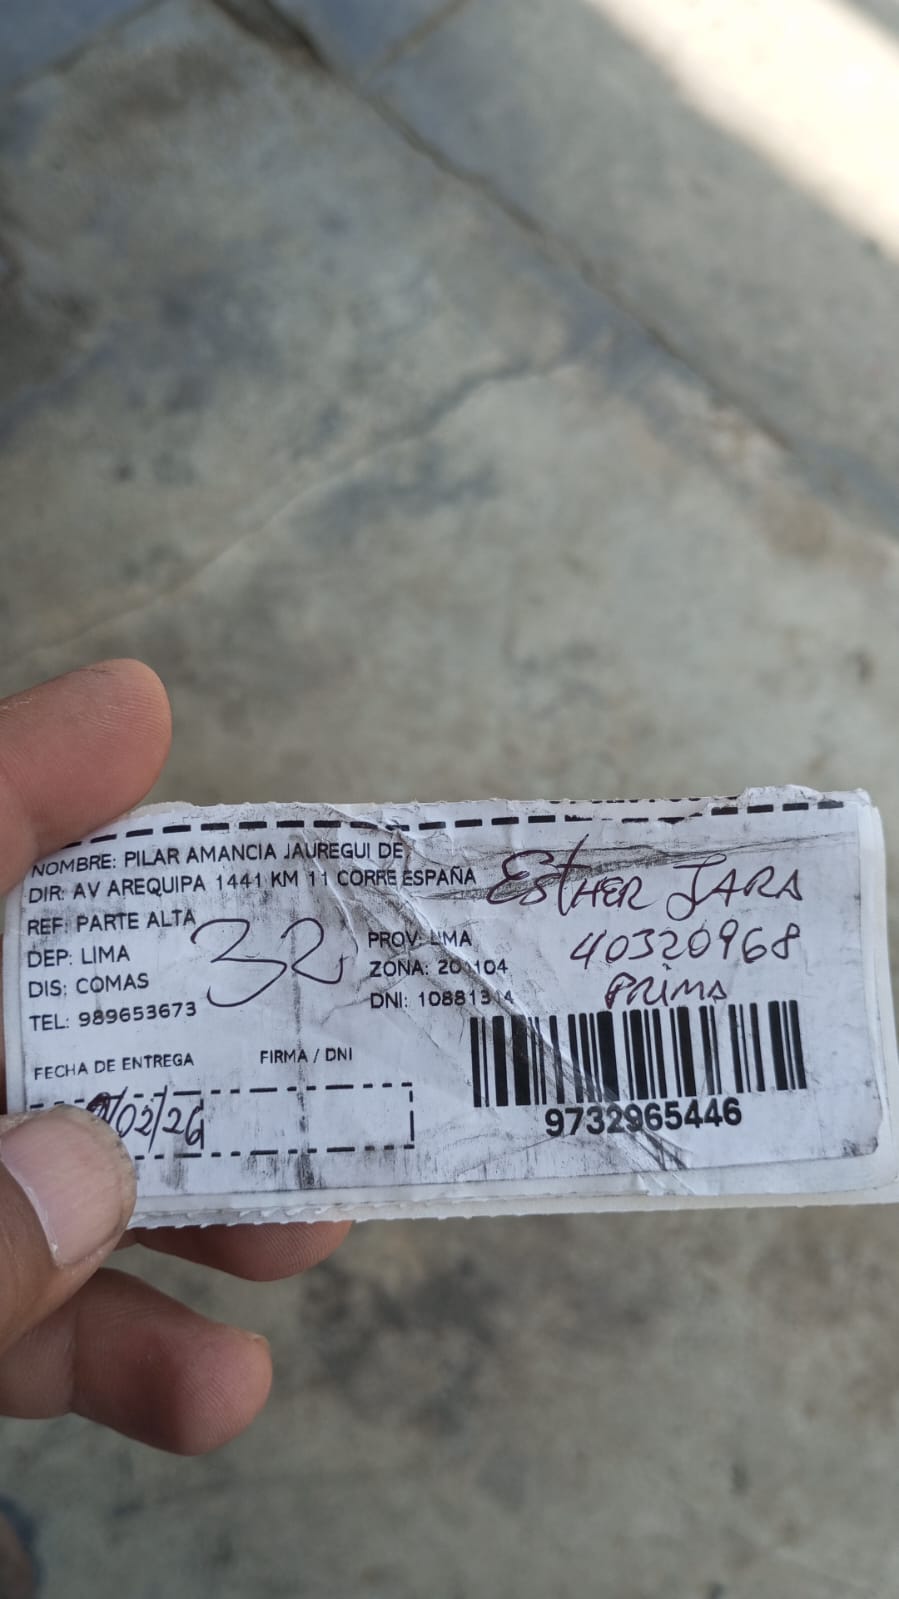 NOMBRE: PILAR AMANCIA JAUREGUI DE
DIR: AV AREQUIPA 1441 KM 11 CORRE ESPAÑA
REF: PARTE ALTA
DEP: LIMA
PROV: LIMA
DIS: COMAS
ZONA:
TEL: 989653673
DNI:
32
ESTHER JARA
40320968
PRIMA
FECHA DE ENTREGA
FIRMA / DNI
/02/26
9732965446